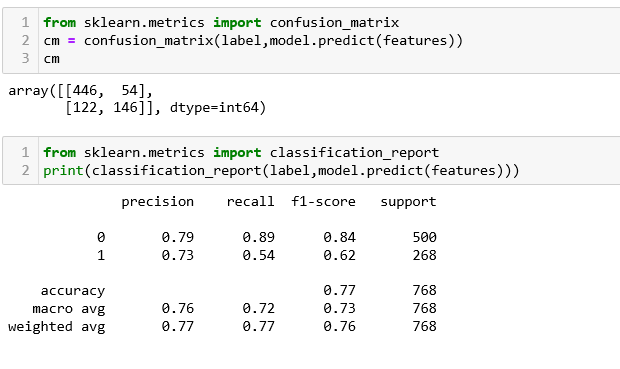 1 from sklearn.metrics import confusion_matrix
2 cm = confusion_matrix(label,model.predict(features))
3 cm
array([[446,  54],
       [122, 146]], dtype=int64)
1 from sklearn.metrics import classification_report
2 print(classification_report(label,model.predict(features)))
              precision    recall  f1-score   support
           0       0.79      0.89      0.84       500
           1       0.73      0.54      0.62       268
    accuracy                           0.77       768
   macro avg       0.76      0.72      0.73       768
weighted avg       0.77      0.77      0.76       768